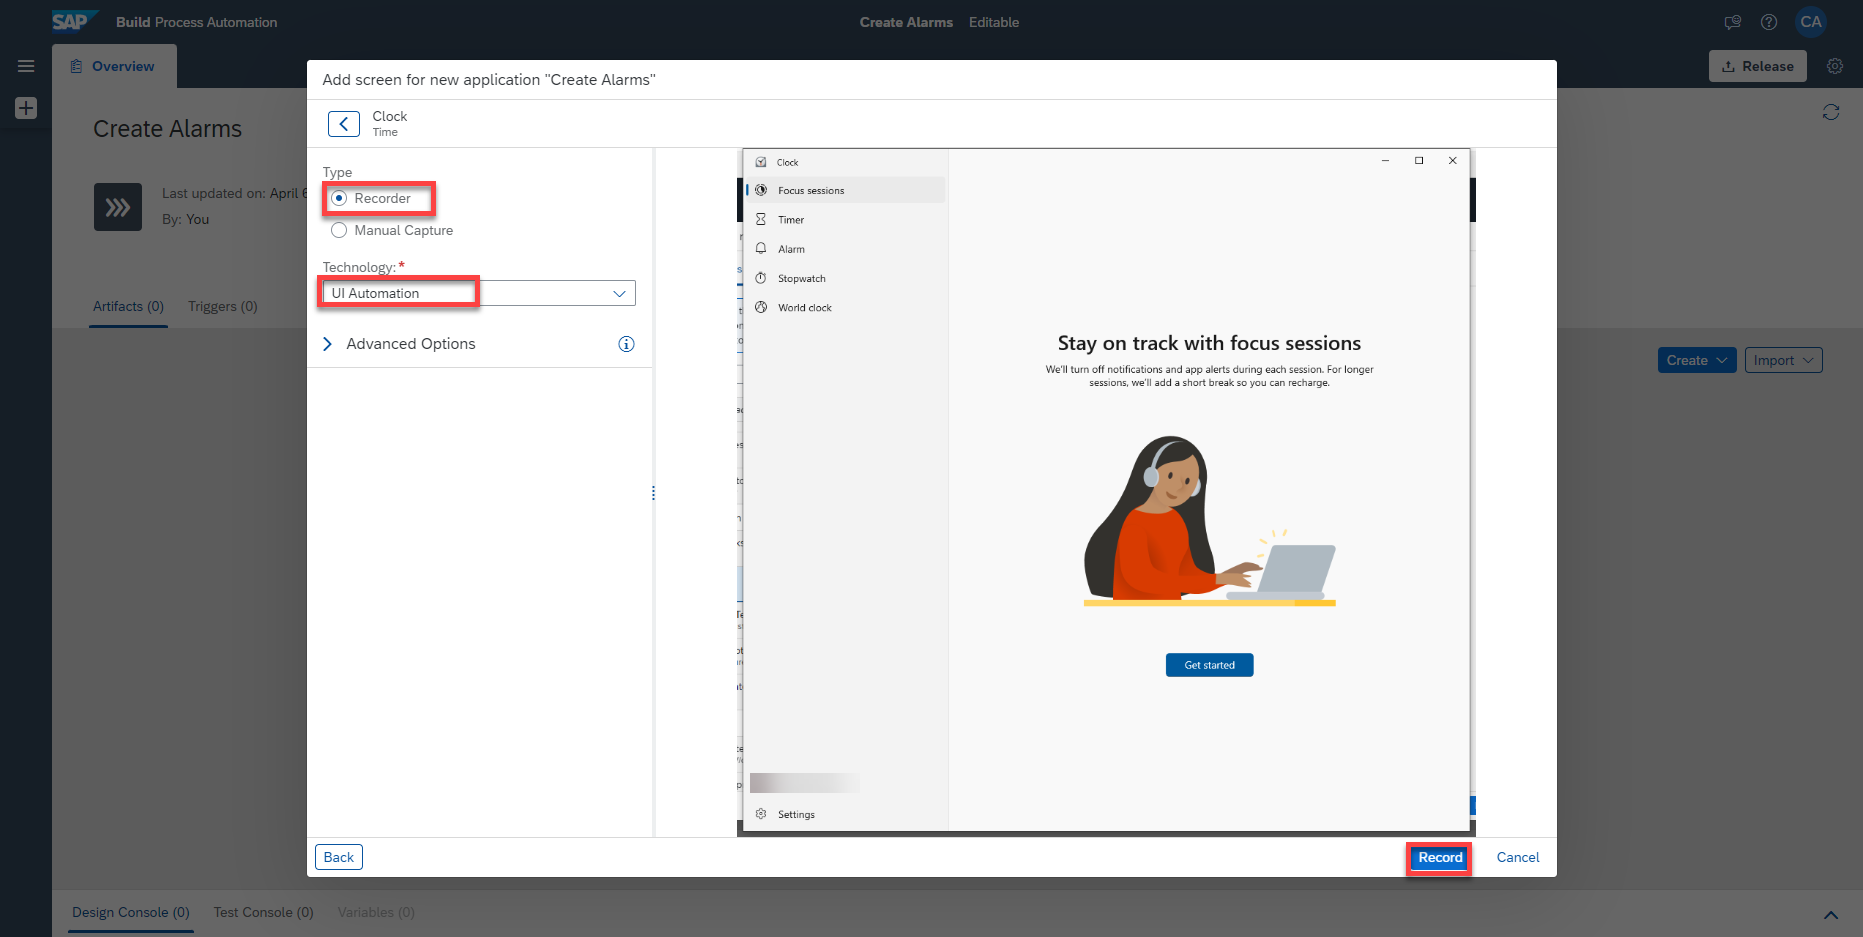 SAP Build Process Automation
Create Alarms Editable
CA
Overview
Release
Create Alarms
Last updated on: April 6
By: You
Artifacts (0) Triggers (0)
Create Import
Add screen for new application "Create Alarms"
Clock
Time
Type
Recorder
Manual Capture
Technology:*
UI Automation
Advanced Options
Clock
Focus sessions
Timer
Alarm
Stopwatch
World clock
Settings
Stay on track with focus sessions
We'll turn off notifications and app alerts during each session. For longer
sessions, we'll add a short break so you can recharge.
Get started
Back
Record Cancel
Design Console (0) Test Console (0) Variables (0)